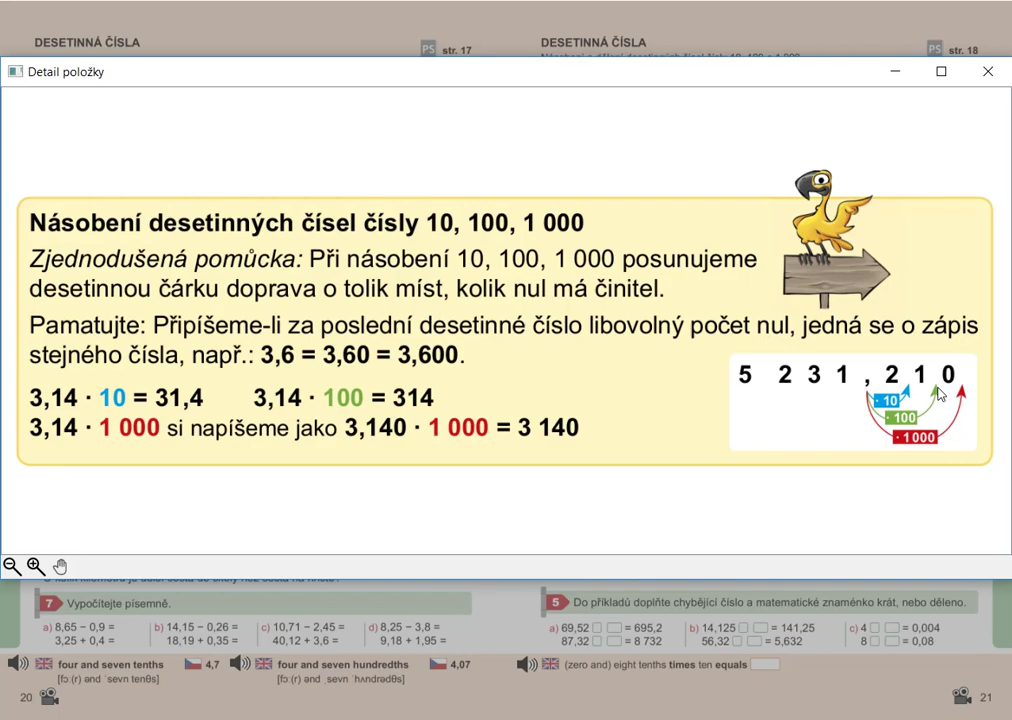 DESETINNÁ ČÍSLA
PS str. 17
DESETINNÁ ČÍSLA
PS str. 18
Detail položky
Násobení desetinných čísel čísly 10, 100, 1 000
Zjednodušená pomůcka: Při násobení 10, 100, 1 000 posunujeme
desetinnou čárku doprava o tolik míst, kolik nul má činitel.
Pamatujte: Připíšeme-li za poslední desetinné číslo libovolný počet nul, jedná se o zápis
stejného čísla, např.: 3,6 = 3,60 = 3,600.
3,14 · 10 = 31,4 3,14 · 100 = 314
3,14 · 1 000 si napíšeme jako 3,140 · 1 000 = 3 140
5 2 3 1 , 2 1 0
· 10
· 100
· 1 000
7 Vypočítejte písemně.
a) 8,65 − 0,9 = b) 14,15 − 0,26 = c) 10,71 − 2,45 = d) 8,25 − 3,8 =
3,25 + 0,4 = 18,19 + 0,35 = 40,12 + 3,6 = 9,18 + 1,95 =
four and seven tenths 4,7 four and seven hundredths 4,07
[fɔː(r) ənd ˈsevn tenθs] [fɔː(r) ənd ˌsevn ˈhʌndrədθs]
20
5 Do příkladů doplňte chybějící číslo a matematické znaménko krát, nebo děleno.
a) 69,52 □ □ = 695,2 b) 14,125 □ □ = 141,25 c) 4 □ □ = 0,004
87,32 □ □ = 8 732 56,32 □ □ = 5,632 8 □ □ = 0,08
(zero and) eight tenths times ten equals
21